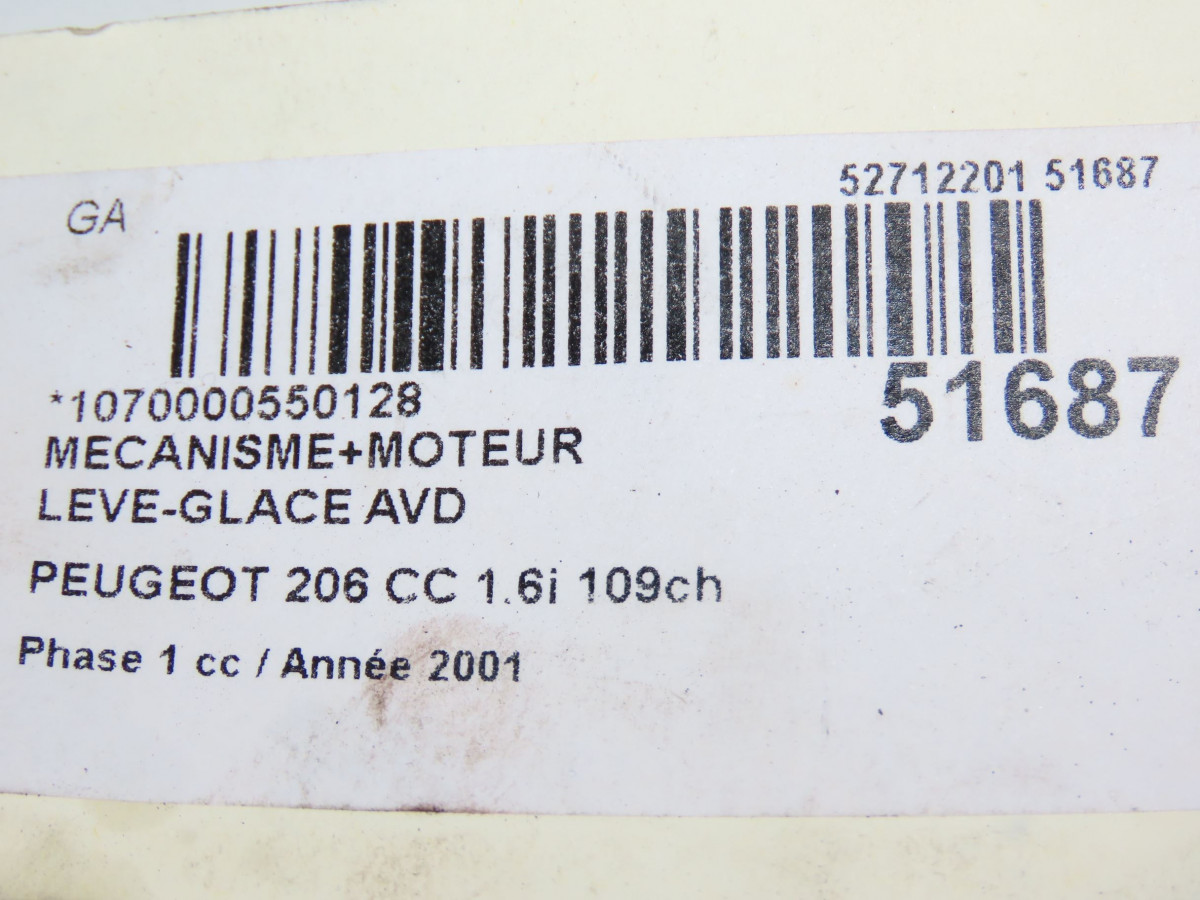 GA
52712201 51687
51687
*1070000550128
MECANISME+MOTEUR
LEVE-GLACE AVD
PEUGEOT 206 CC 1.6i 109ch
Phase 1 cc / Année 2001